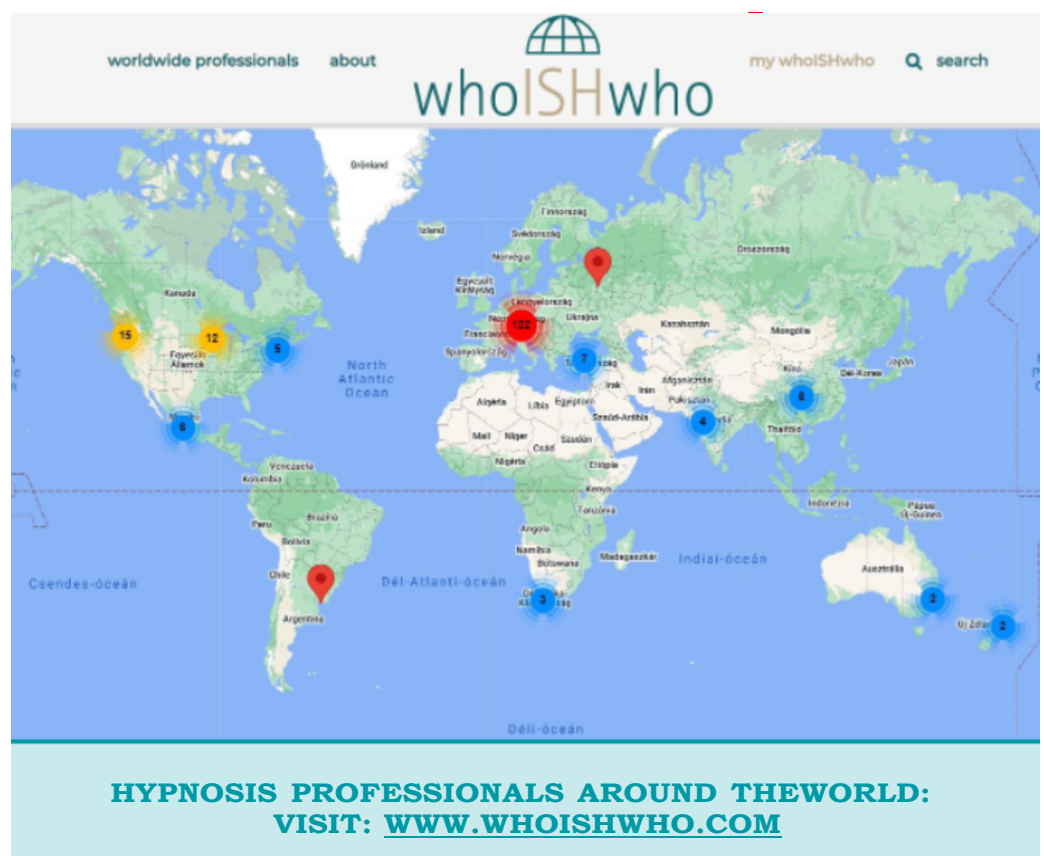 worldwide professionals about my whoISHwho search
whoISHwho
Grönland
Izland
Finnország
Svédország
Norvégia
Oroszország
Egyesült
Királyság
Kanada
Lengyelország
Ukrajna
122
Kazahsztán
Mongólia
15
12
5
Egyesült
Államok
Spanyolország
7
North
Atlantic
Ocean
Kína
Dél-Korea
Japán
Irak
Irán
Afganisztán
Pakisztán
Algéria
Líbia
Egyiptom
Szaúd-Arábia
6
6
4
Thaiföld
Mali
Niger
Csád
Szudán
Nigéria
Etiópia
Venezuela
Kolumbia
Kenya
Indonézia
Pápua
Új-Guinea
Tanzánia
Peru
Brazília
Angola
Bolívia
Namíbia
Botswana
Madagaszkár
Indiai-óceán
Ausztrália
Chile
Csendes-óceán
Dél-Atlanti-óceán
3
2
2
Argentína
Déli-óceán
HYPNOSIS PROFESSIONALS AROUND THEWORLD:
VISIT: WWW.WHOISHWHO.COM